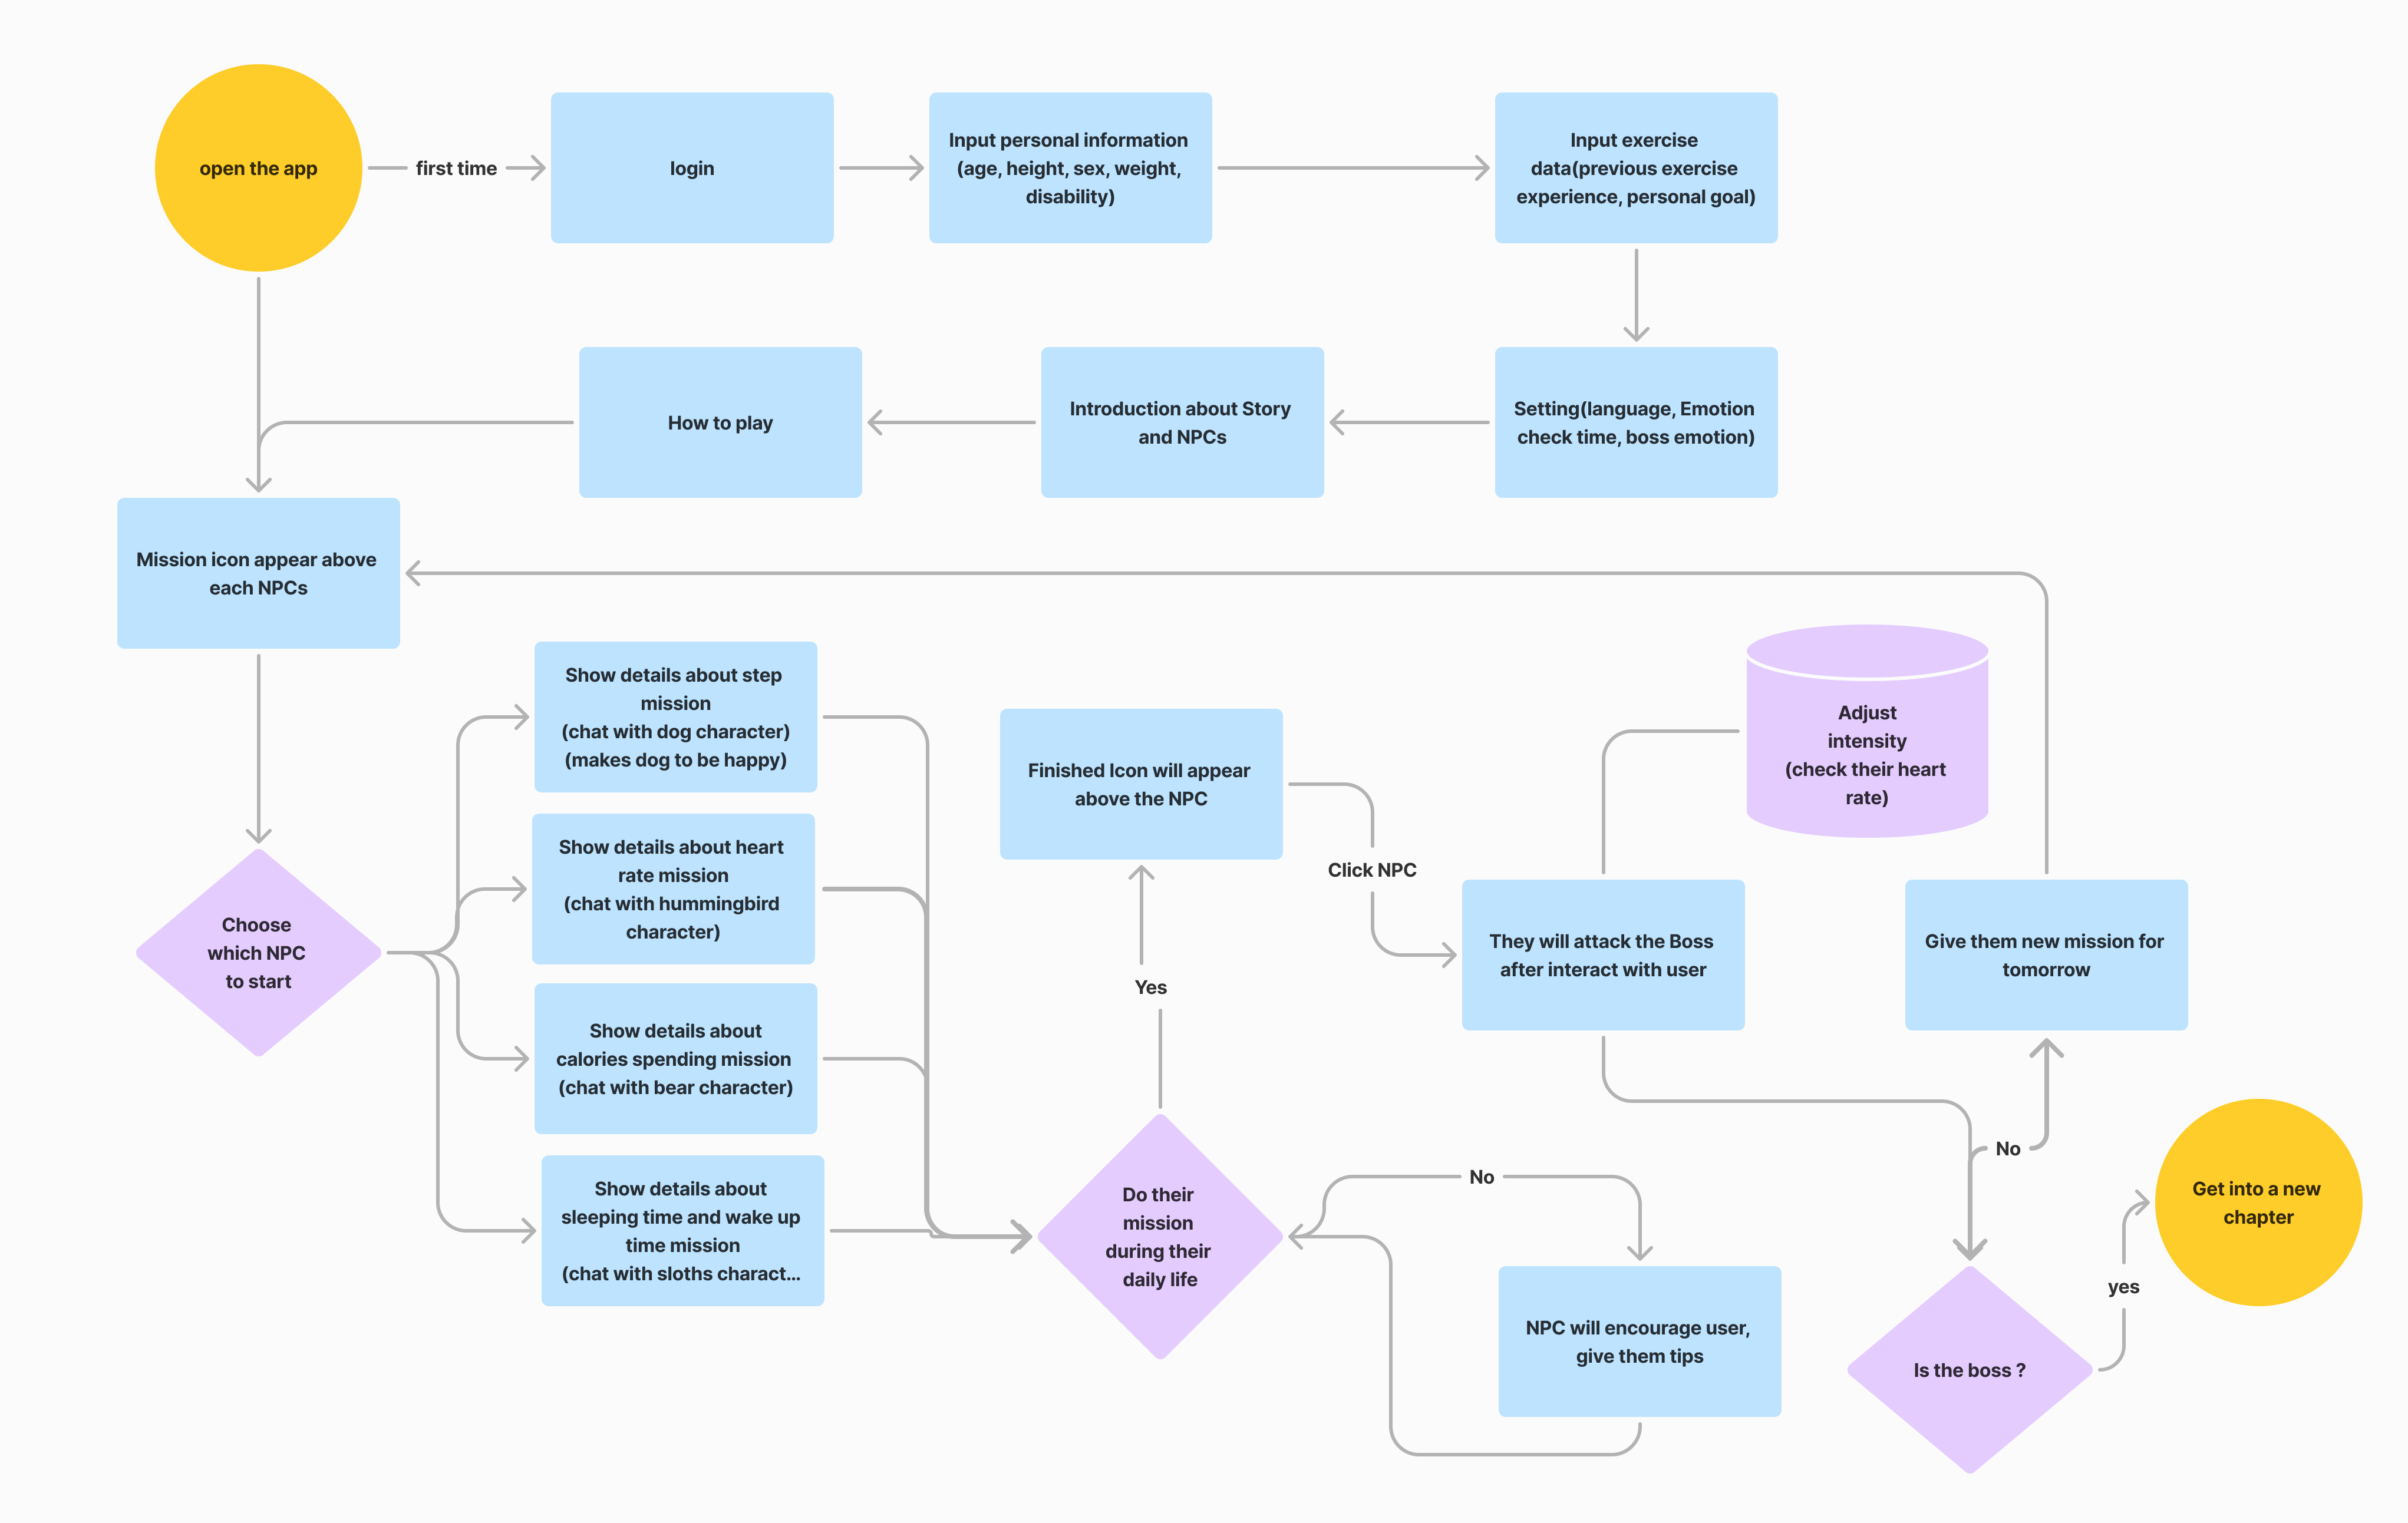 open the app
first time
login
Input personal information
(age, height, sex, weight,
disability)
Input exercise
data(previous exercise
experience, personal goal)
How to play
Introduction about Story
and NPCs
Setting(language, Emotion
check time, boss emotion)
Mission icon appear above
each NPCs
Choose
which NPC
to start
Show details about step
mission
(chat with dog character)
(makes dog to be happy)
Show details about heart
rate mission
(chat with hummingbird
character)
Show details about
calories spending mission
(chat with bear character)
Show details about
sleeping time and wake up
time mission
(chat with sloths charact...
Do their
mission
during their
daily life
Yes
Finished Icon will appear
above the NPC
Click NPC
No
NPC will encourage user,
give them tips
They will attack the Boss
after interact with user
Adjust
intensity
(check their heart
rate)
Give them new mission for
tomorrow
No
Is the boss ?
yes
Get into a new
chapter